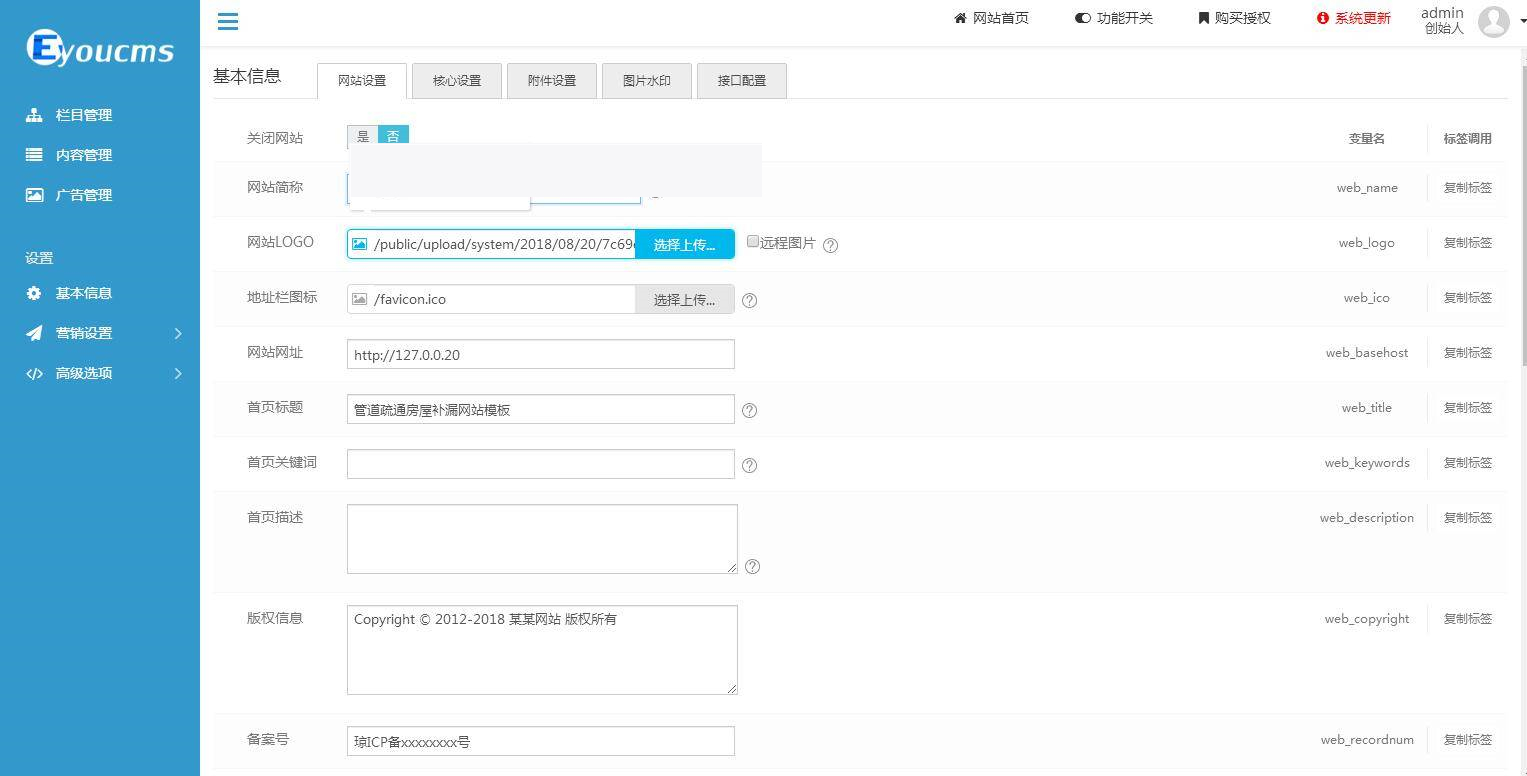 Eyoucms
网站首页
功能开关
购买授权
系统更新
admin
创始人
栏目管理
内容管理
广告管理
设置
基本信息
营销设置
高级选项
基本信息
网站设置
核心设置
附件设置
图片水印
接口配置
关闭网站 是 否 变量名 标签调用
网站简称 web_name 复制标签
网站LOGO /public/upload/system/2018/08/20/7c69 选择上传... 远程图片 web_logo 复制标签
地址栏图标 /favicon.ico 选择上传... web_ico 复制标签
网站网址 http://127.0.0.20 web_basehost 复制标签
首页标题 管道疏通房屋补漏网站模板 web_title 复制标签
首页关键词 web_keywords 复制标签
首页描述 web_description 复制标签
版权信息 Copyright © 2012-2018 某某网站 版权所有 web_copyright 复制标签
备案号 琼ICP备xxxxxxxx号 web_recordnum 复制标签